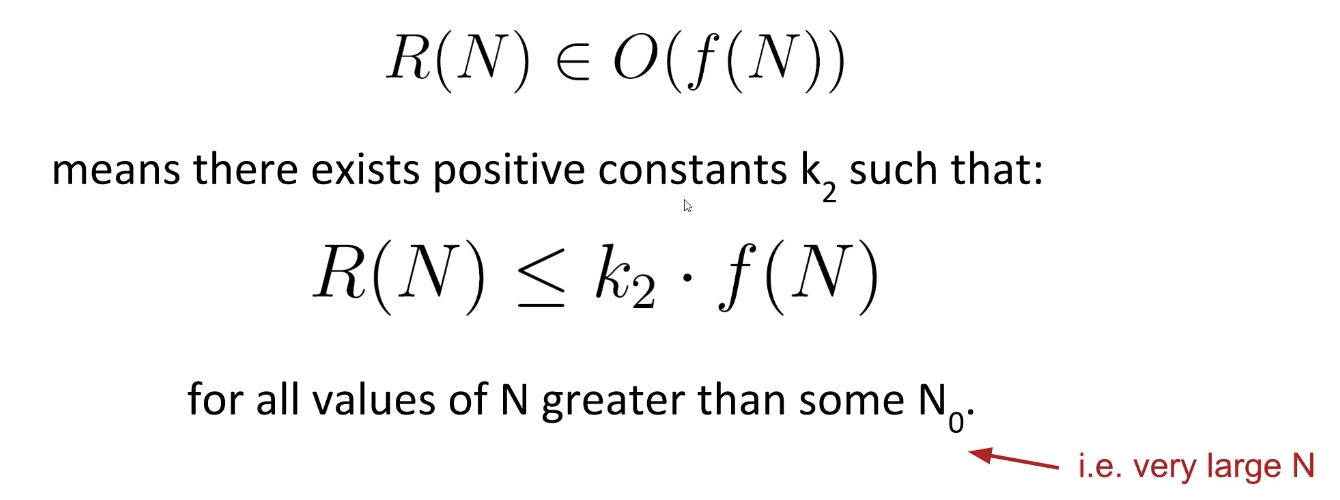 R(N) ∈ O(f(N))
means there exists positive constants k₂ such that:
R(N) ≤ k₂ · f(N)
for all values of N greater than some N₀.
i.e. very large N